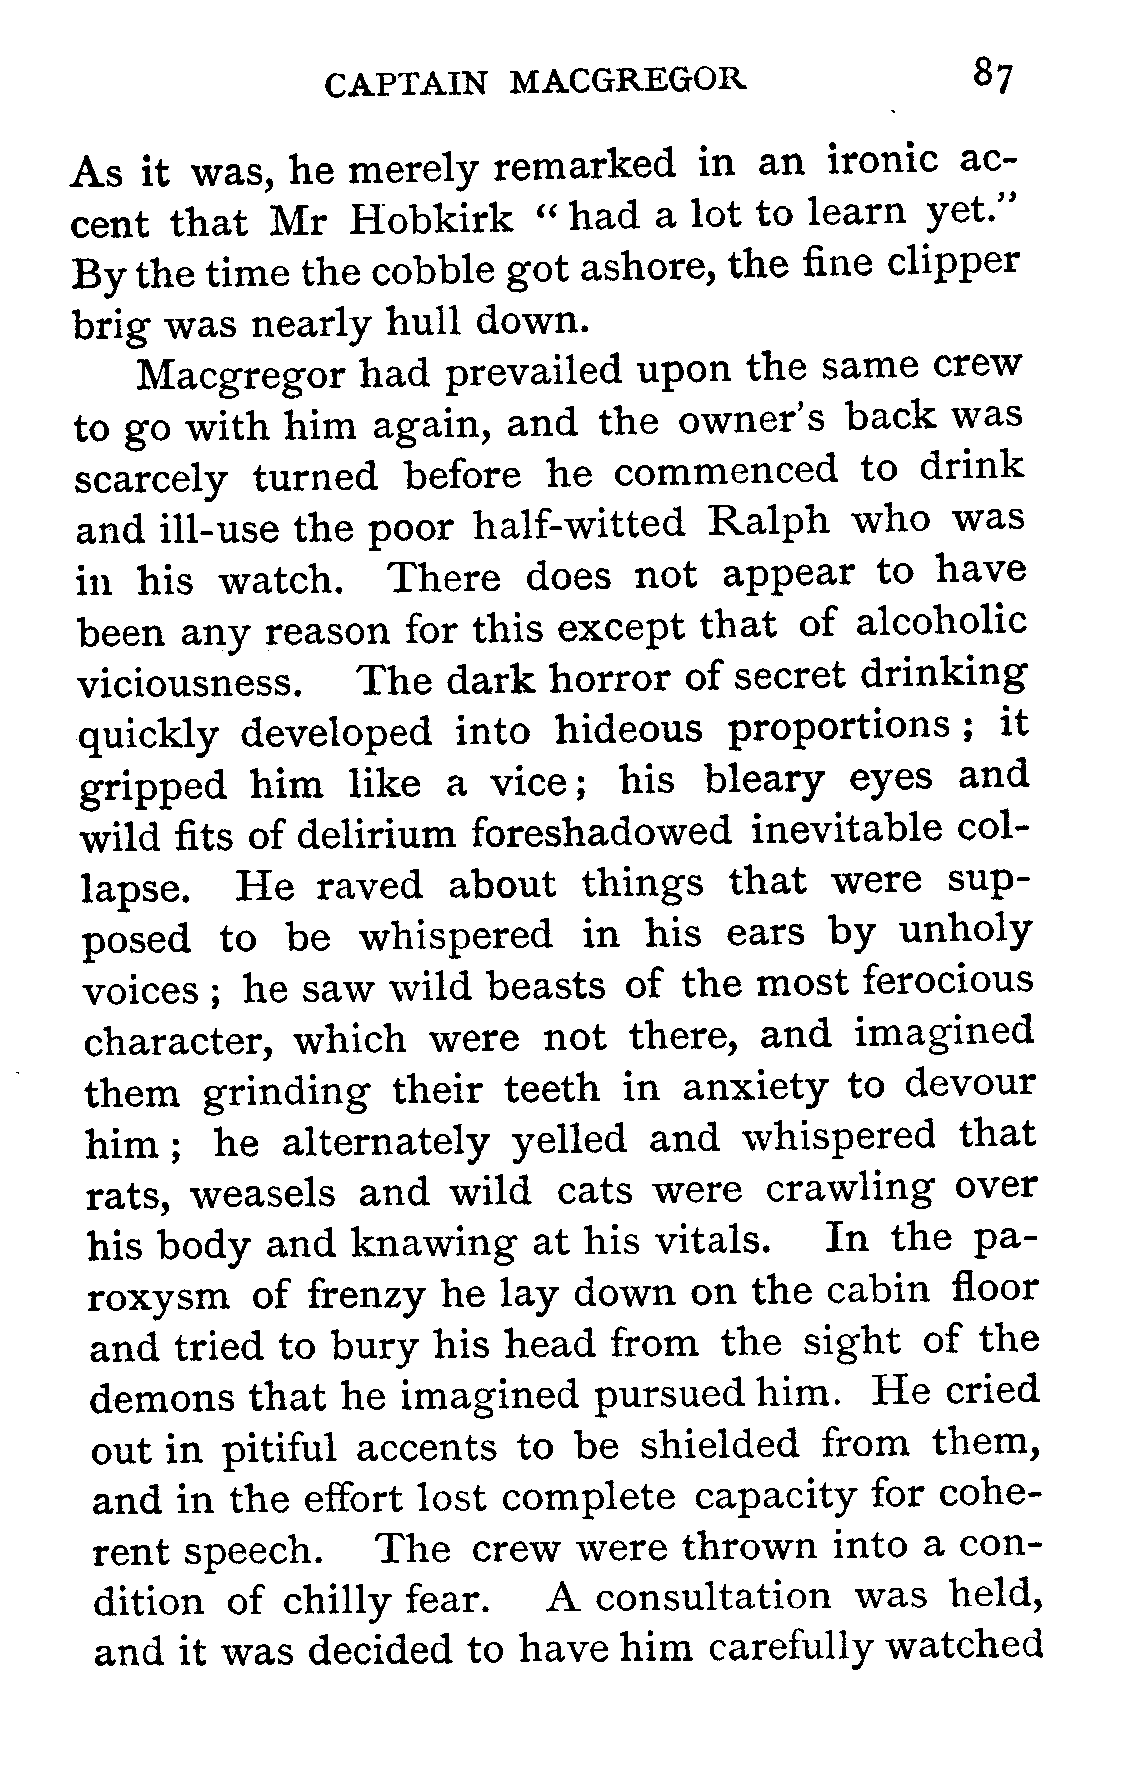 CAPTAIN MACGREGOR 87
As it was, he merely remarked in an ironic ac-
cent that Mr Hobkirk “had a lot to learn yet.”
By the time the cobble got ashore, the fine clipper
brig was nearly hull down.
Macgregor had prevailed upon the same crew
to go with him again, and the owner's back was
scarcely turned before he commenced to drink
and ill-use the poor half-witted Ralph who was
in his watch. There does not appear to have
been any reason for this except that of alcoholic
viciousness. The dark horror of secret drinking
quickly developed into hideous proportions ; it
gripped him like a vice ; his bleary eyes and
wild fits of delirium foreshadowed inevitable col-
lapse. He raved about things that were sup-
posed to be whispered in his ears by unholy
voices ; he saw wild beasts of the most ferocious
character, which were not there, and imagined
them grinding their teeth in anxiety to devour
him ; he alternately yelled and whispered that
rats, weasels and wild cats were crawling over
his body and knawing at his vitals. In the pa-
roxysm of frenzy he lay down on the cabin floor
and tried to bury his head from the sight of the
demons that he imagined pursued him. He cried
out in pitiful accents to be shielded from them,
and in the effort lost complete capacity for cohe-
rent speech. The crew were thrown into a con-
dition of chilly fear. A consultation was held,
and it was decided to have him carefully watched